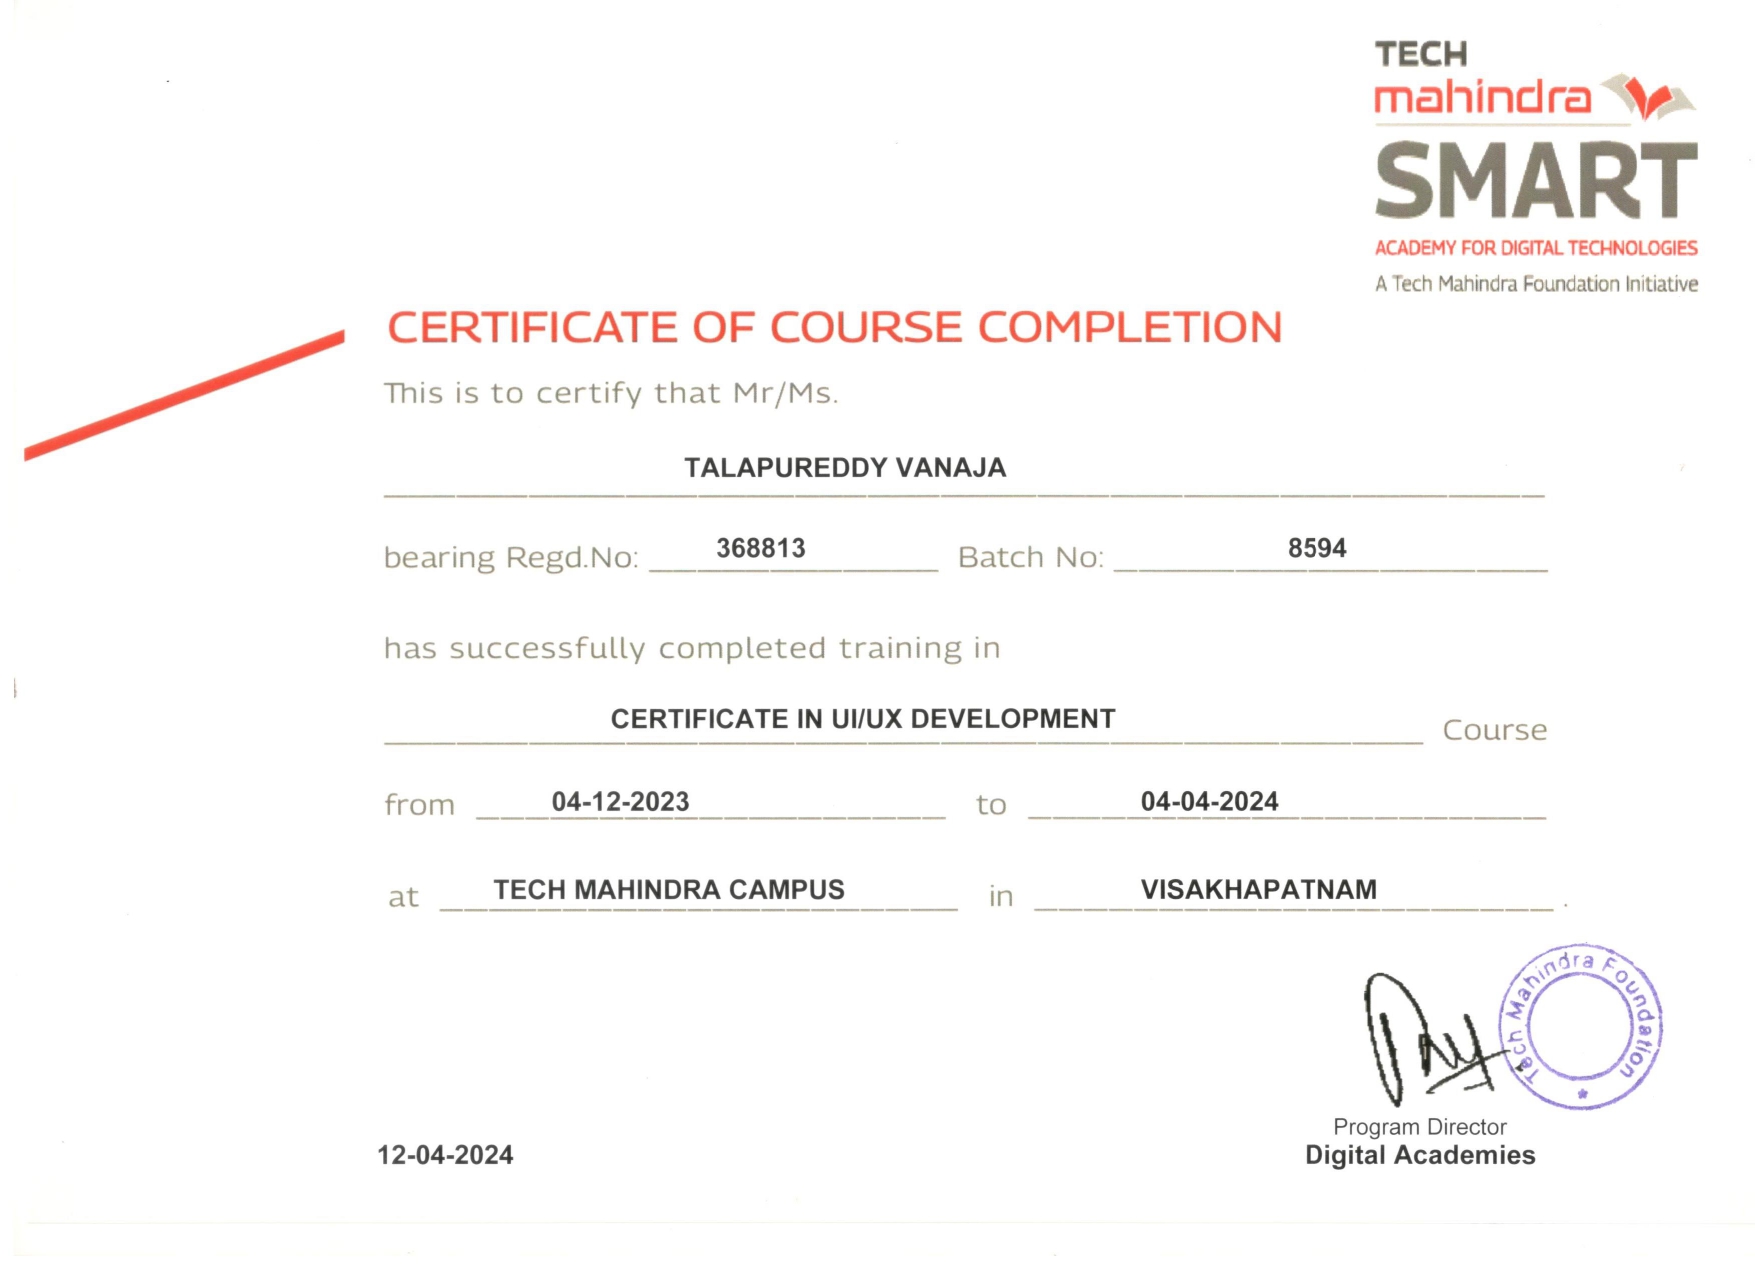 TECH
mahindra
SMART
ACADEMY FOR DIGITAL TECHNOLOGIES
A Tech Mahindra Foundation Initiative
CERTIFICATE OF COURSE COMPLETION
This is to certify that Mr/Ms.
TALAPUREDDY VANAJA
bearing Regd.No: 368813 Batch No: 8594
has successfully completed training in
CERTIFICATE IN UI/UX DEVELOPMENT Course
from 04-12-2023 to 04-04-2024
at TECH MAHINDRA CAMPUS in VISAKHAPATNAM .
Tech Mahindra Foundation
Program Director
12-04-2024 Digital Academies